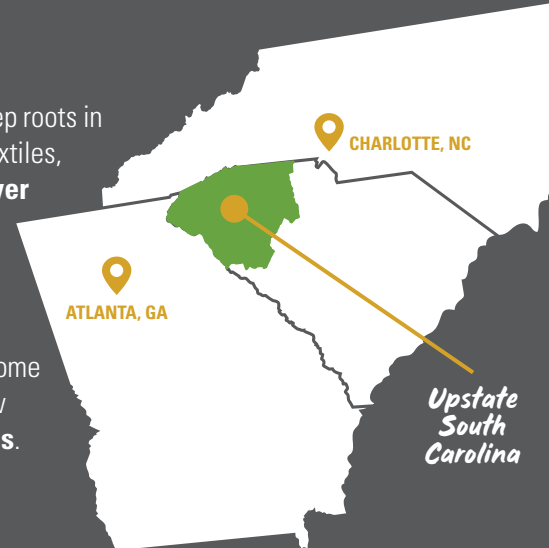 ep roots in
xtiles,
ver
CHARLOTTE, NC
ATLANTA, GA
ome
s.
Upstate
South
Carolina